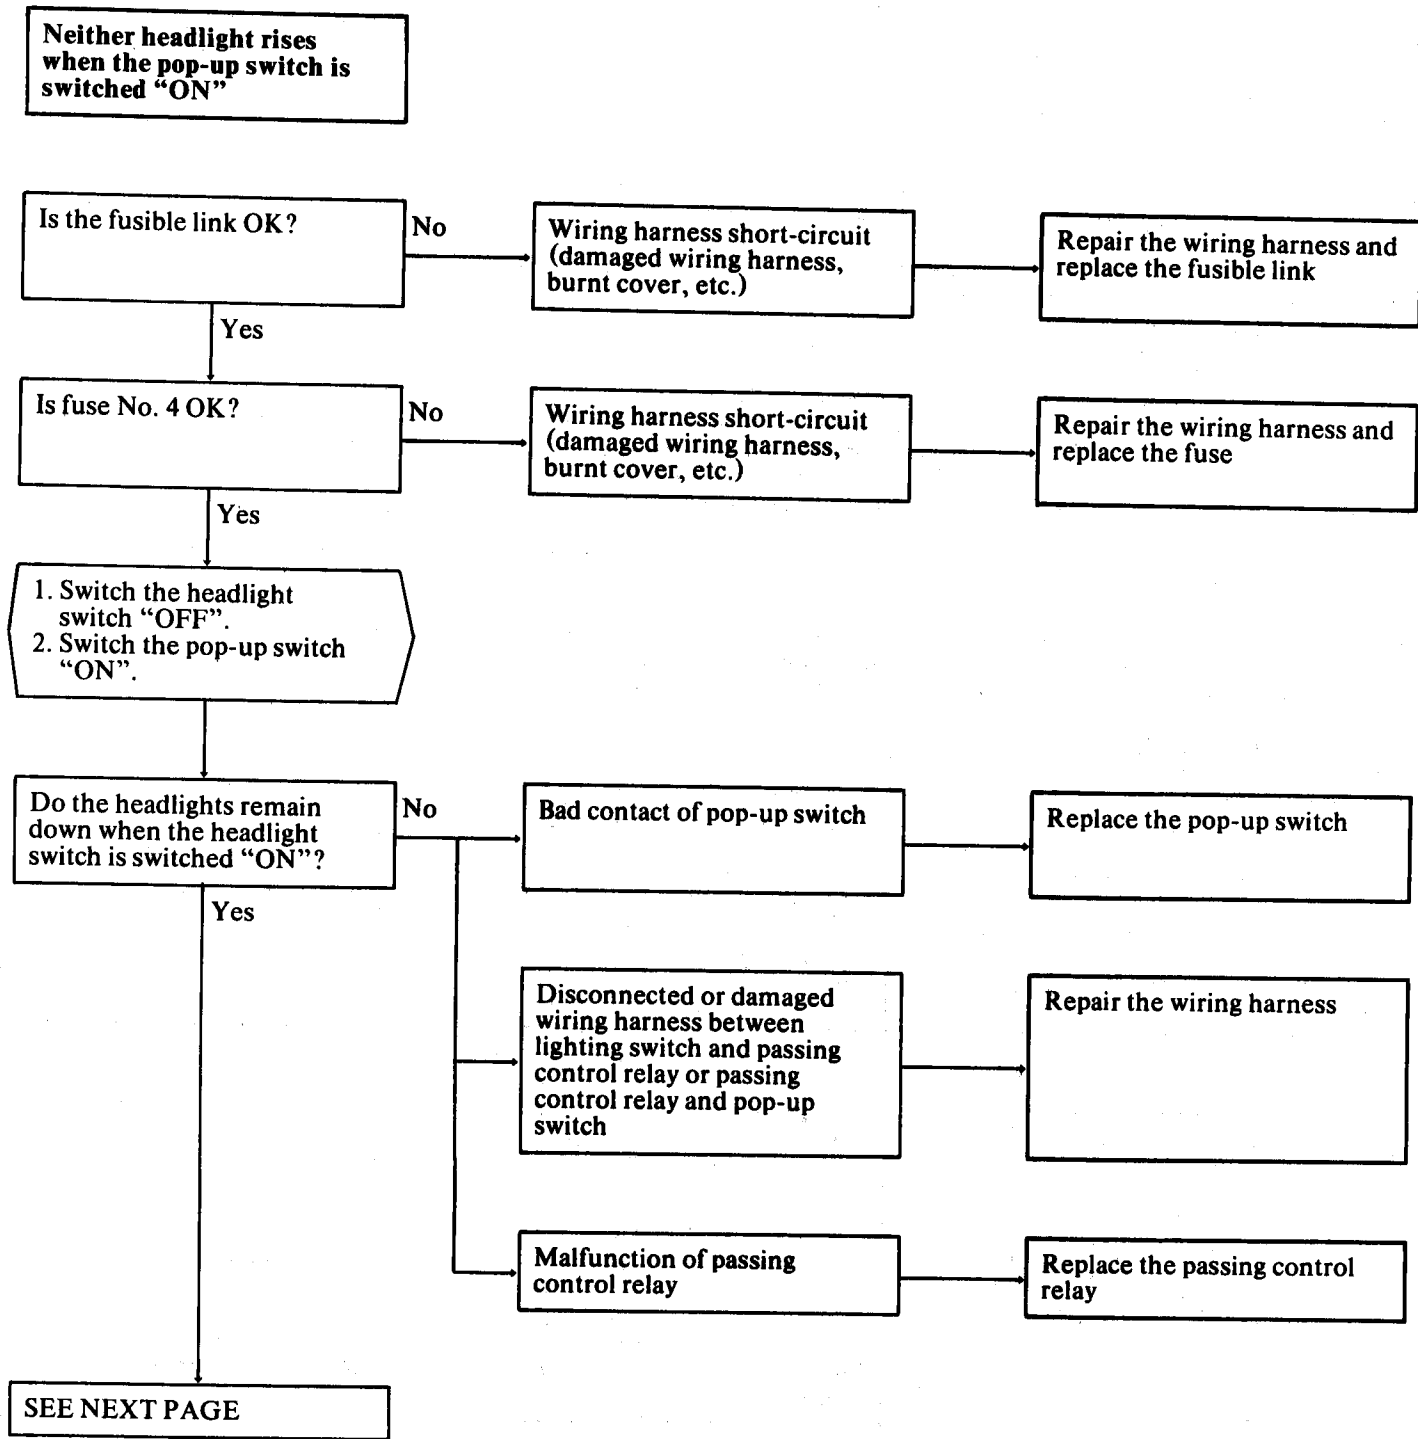 Neither headlight rises
when the pop-up switch is
switched “ON”
Is the fusible link OK?
No
Wiring harness short-circuit
(damaged wiring harness,
burnt cover, etc.)
Repair the wiring harness and
replace the fusible link
Yes
Is fuse No. 4 OK?
No
Wiring harness short-circuit
(damaged wiring harness,
burnt cover, etc.)
Repair the wiring harness and
replace the fuse
Yes
1. Switch the headlight
switch “OFF”.
2. Switch the pop-up switch
“ON”.
Do the headlights remain
down when the headlight
switch is switched “ON”?
No
Bad contact of pop-up switch
Replace the pop-up switch
Yes
Disconnected or damaged
wiring harness between
lighting switch and passing
control relay or passing
control relay and pop-up
switch
Repair the wiring harness
Malfunction of passing
control relay
Replace the passing control
relay
SEE NEXT PAGE